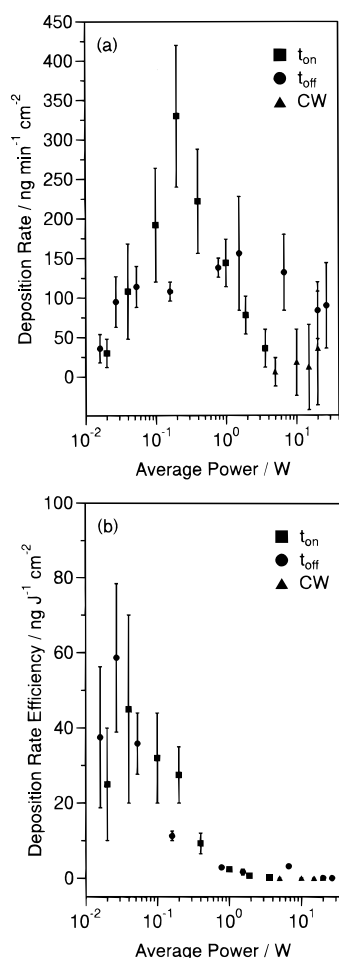 (a)
t_on
t_off
CW
450
400
350
300
250
200
150
100
50
0
Deposition Rate / ng min⁻¹ cm⁻²
10⁻² 10⁻¹ 10⁰ 10¹
Average Power / W
(b)
t_on
t_off
CW
100
80
60
40
20
0
Deposition Rate Efficiency / ng J⁻¹ cm⁻²
10⁻² 10⁻¹ 10⁰ 10¹
Average Power / W